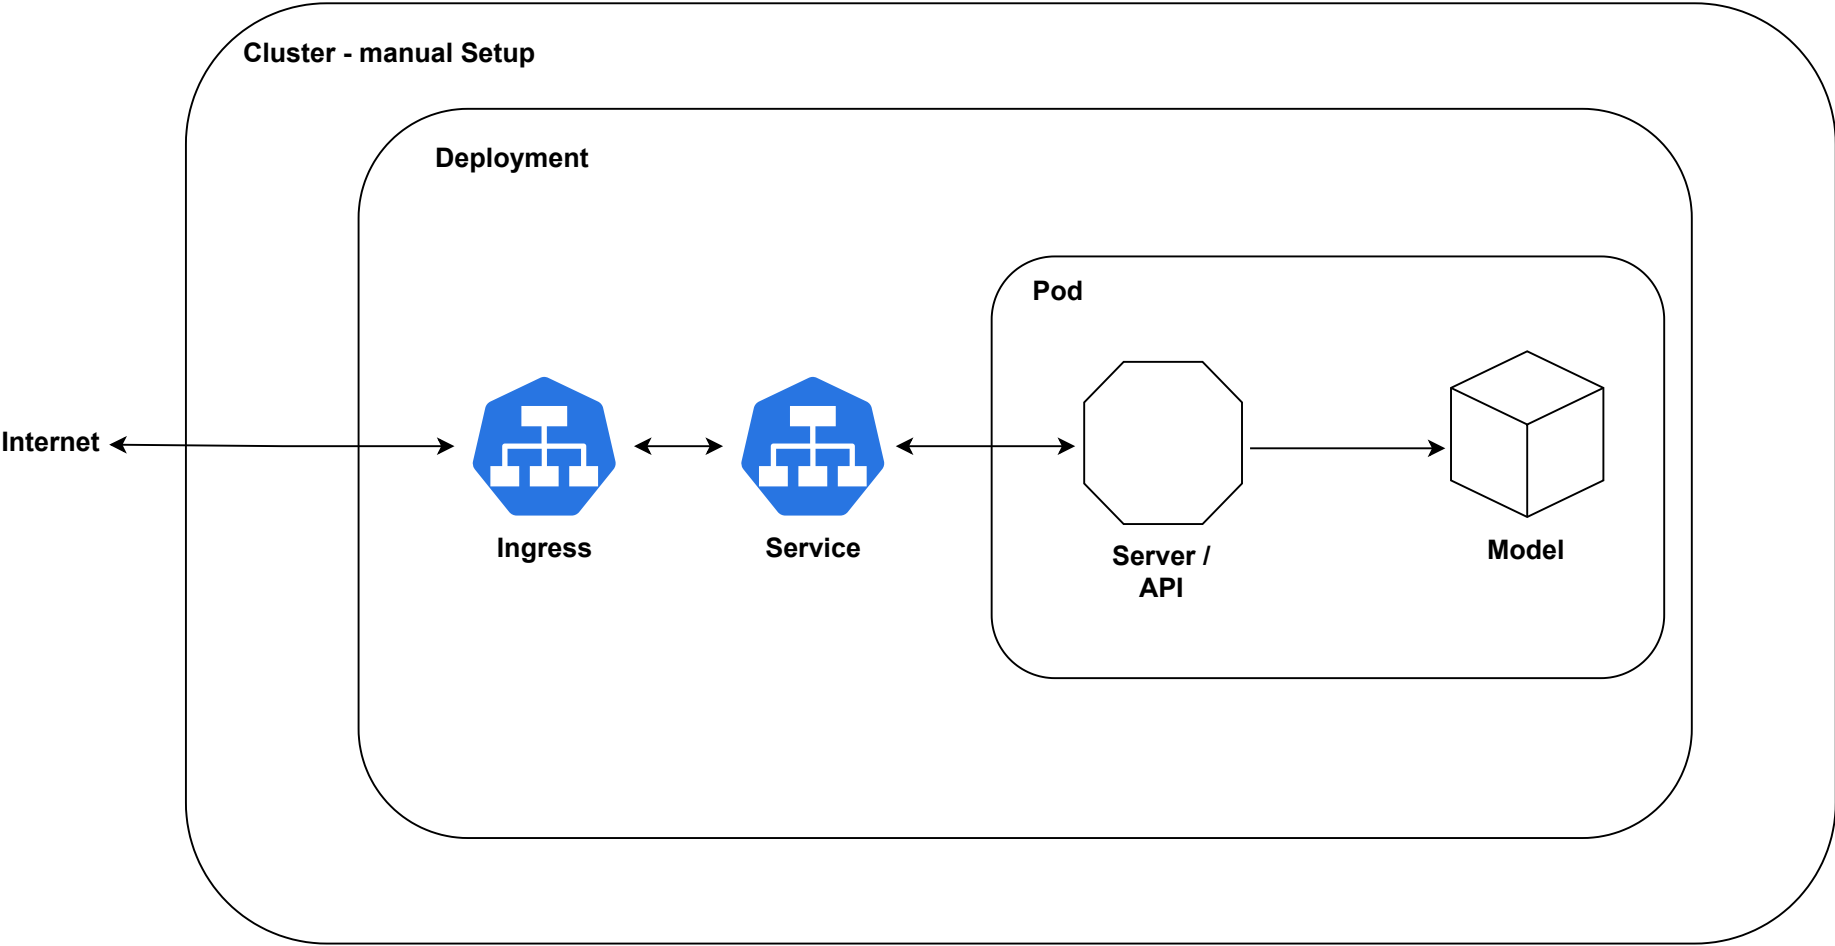 Cluster - manual Setup
Deployment
Pod
Internet
Ingress
Service
Server /
API
Model